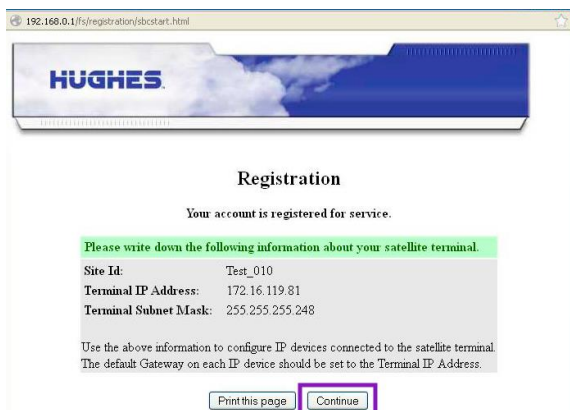 192.168.0.1/fs/registration/sbcstart.html
HUGHES.
Registration
Your account is registered for service.
Please write down the following information about your satellite terminal.
Site Id: Test_010
Terminal IP Address: 172.16.119.81
Terminal Subnet Mask: 255.255.255.248
Use the above information to configure IP devices connected to the satellite terminal.
The default Gateway on each IP device should be set to the Terminal IP Address.
Print this page Continue